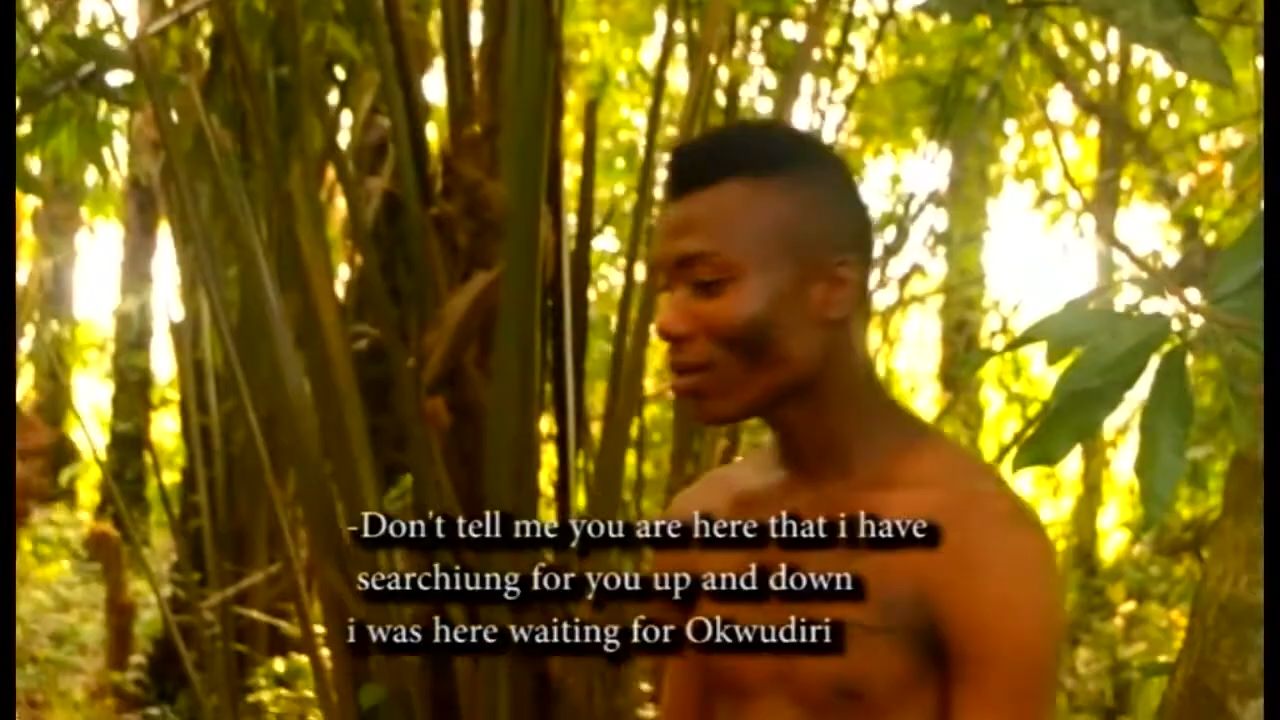 -Don't tell me you are here that i have
searchiung for you up and down
i was here waiting for Okwudiri